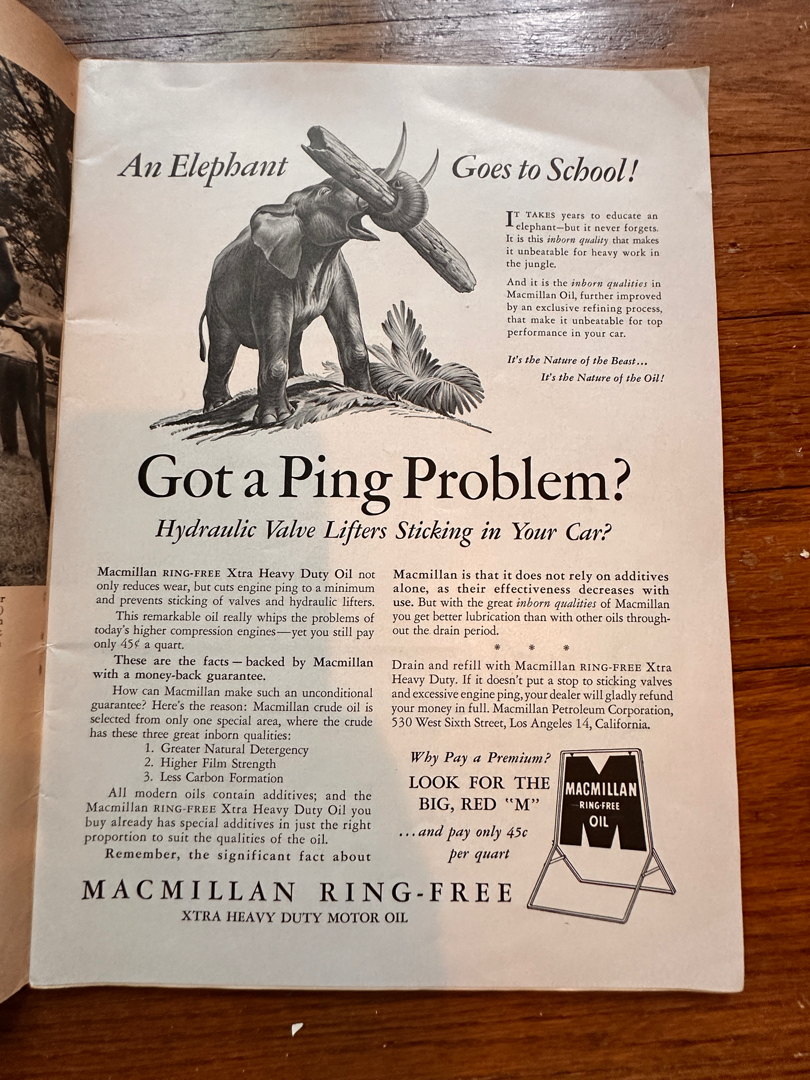 An Elephant Goes to School!
IT TAKES years to educate an
elephant—but it never forgets.
It is this inborn quality that makes
it unbeatable for heavy work in
the jungle.
And it is the inborn qualities in
Macmillan Oil, further improved
by an exclusive refining process,
that make it unbeatable for top
performance in your car.
It's the Nature of the Beast...
It's the Nature of the Oil!
Got a Ping Problem?
Hydraulic Valve Lifters Sticking in Your Car?
Macmillan RING-FREE Xtra Heavy Duty Oil not
only reduces wear, but cuts engine ping to a minimum
and prevents sticking of valves and hydraulic lifters.
This remarkable oil really whips the problems of
today's higher compression engines—yet you still pay
only 45¢ a quart.
These are the facts — backed by Macmillan
with a money-back guarantee.
How can Macmillan make such an unconditional
guarantee? Here's the reason: Macmillan crude oil is
selected from only one special area, where the crude
has these three great inborn qualities:
1. Greater Natural Detergency
2. Higher Film Strength
3. Less Carbon Formation
All modern oils contain additives; and the
Macmillan RING-FREE Xtra Heavy Duty Oil you
buy already has special additives in just the right
proportion to suit the qualities of the oil.
Remember, the significant fact about
Macmillan is that it does not rely on additives
alone, as their effectiveness decreases with
use. But with the great inborn qualities of Macmillan
you get better lubrication than with other oils through-
out the drain period.
* * *
Drain and refill with Macmillan RING-FREE Xtra
Heavy Duty. If it doesn't put a stop to sticking valves
and excessive engine ping, your dealer will gladly refund
your money in full. Macmillan Petroleum Corporation,
530 West Sixth Street, Los Angeles 14, California.
Why Pay a Premium?
LOOK FOR THE
BIG, RED "M"
...and pay only 45¢
per quart
MACMILLAN
RING-FREE
OIL
MACMILLAN RING-FREE
XTRA HEAVY DUTY MOTOR OIL